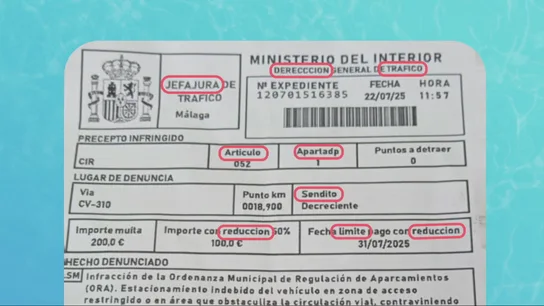 MINISTERIO DEL INTERIOR
DERECCCION GENERAL DE TRAFICO
JEFAJURA DE
TRAFICO
Málaga
Nº EXPEDIENTE FECHA HORA
120701516385 22/07/25 11:57
PRECEPTO INFRINGIDO
CIR
Articulo
052
Apartadp
1
Puntos a detraer
0
LUGAR DE DENUNCIA
Via
CV-310
Punto km
0018,900
Sendito
Decreciente
Importe muita
200,0 €
Importe con reduccion 50%
100,0 €
Fecha limite pago con reduccion
31/07/2025
HECHO DENUNCIADO
LSM Infracción de la Ordenanza Municipal de Regulación de Aparcamientos
(ORA). Estacionamiento indebido del vehículo en zona de acceso
restringido o en área que obstaculiza la circulación vial, contraviniendo